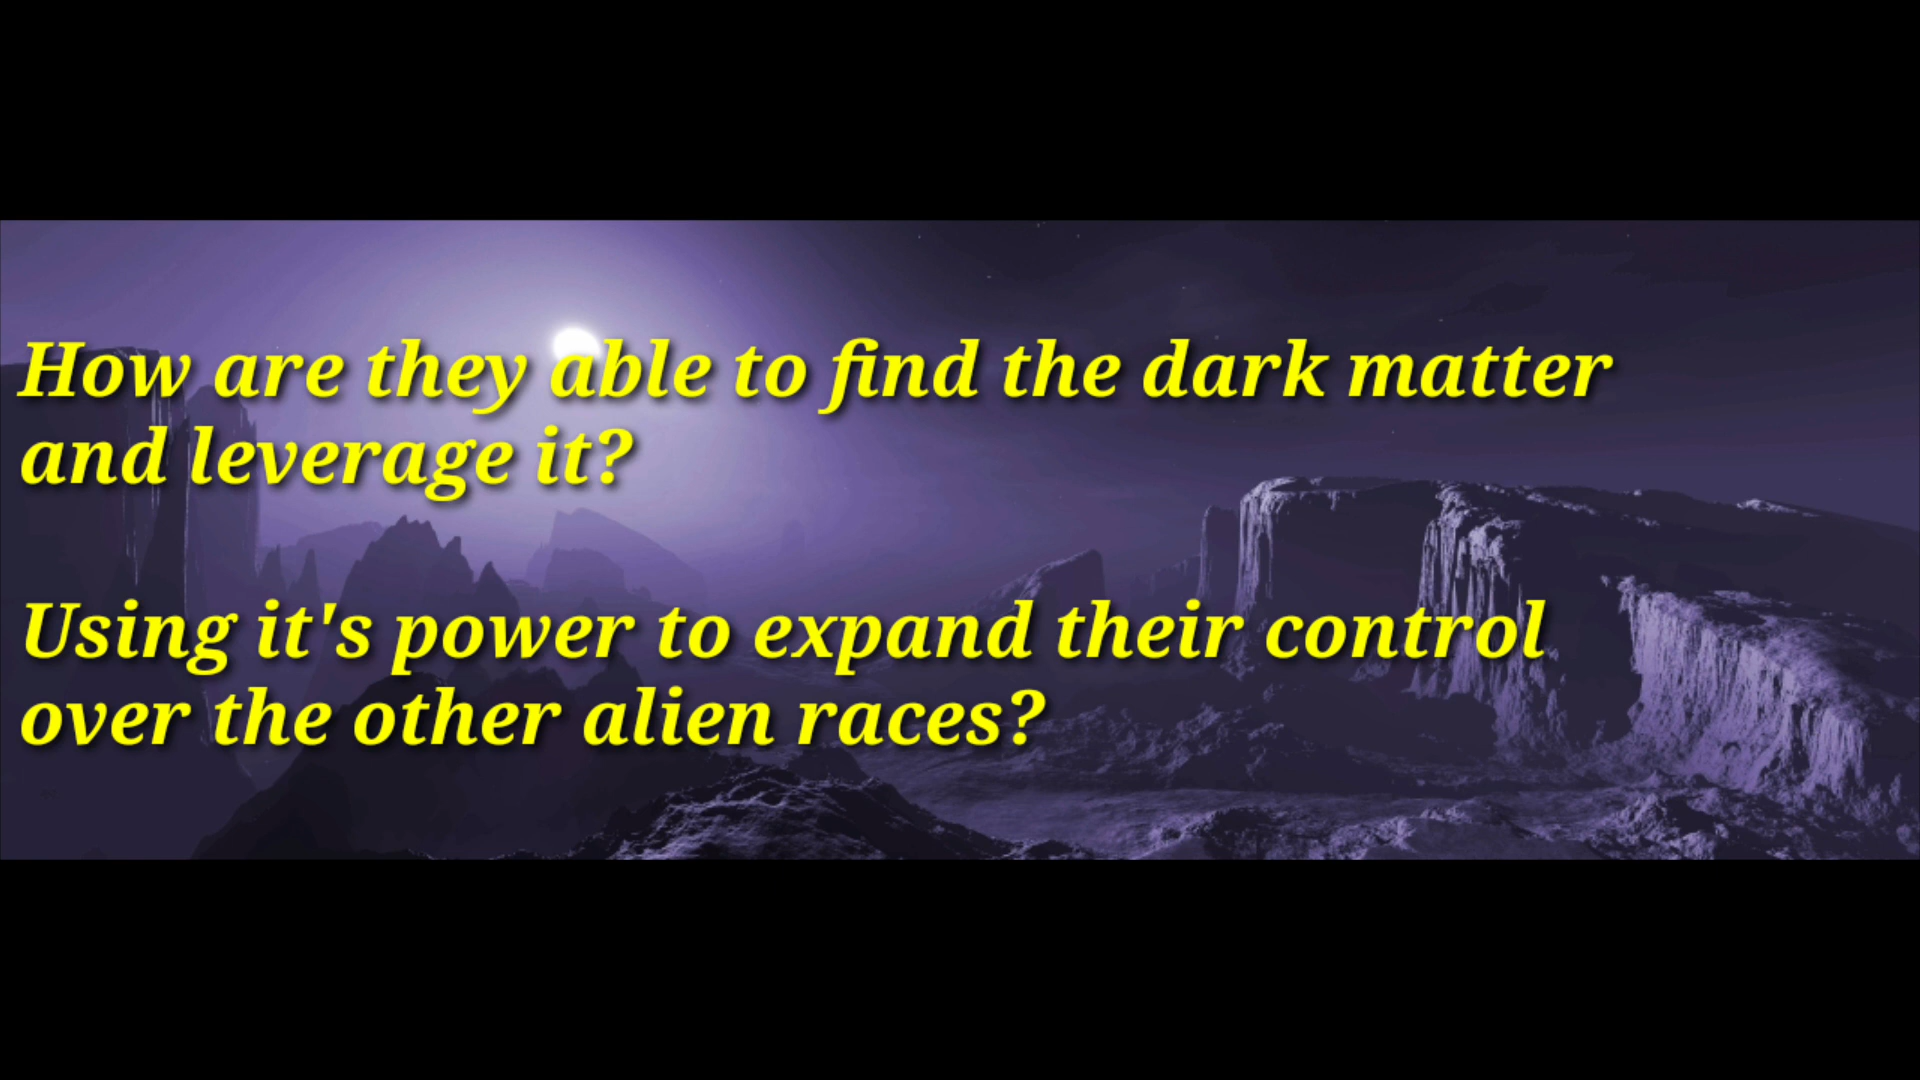 How are they able to find the dark matter
and leverage it?
Using it's power to expand their control
over the other alien races?